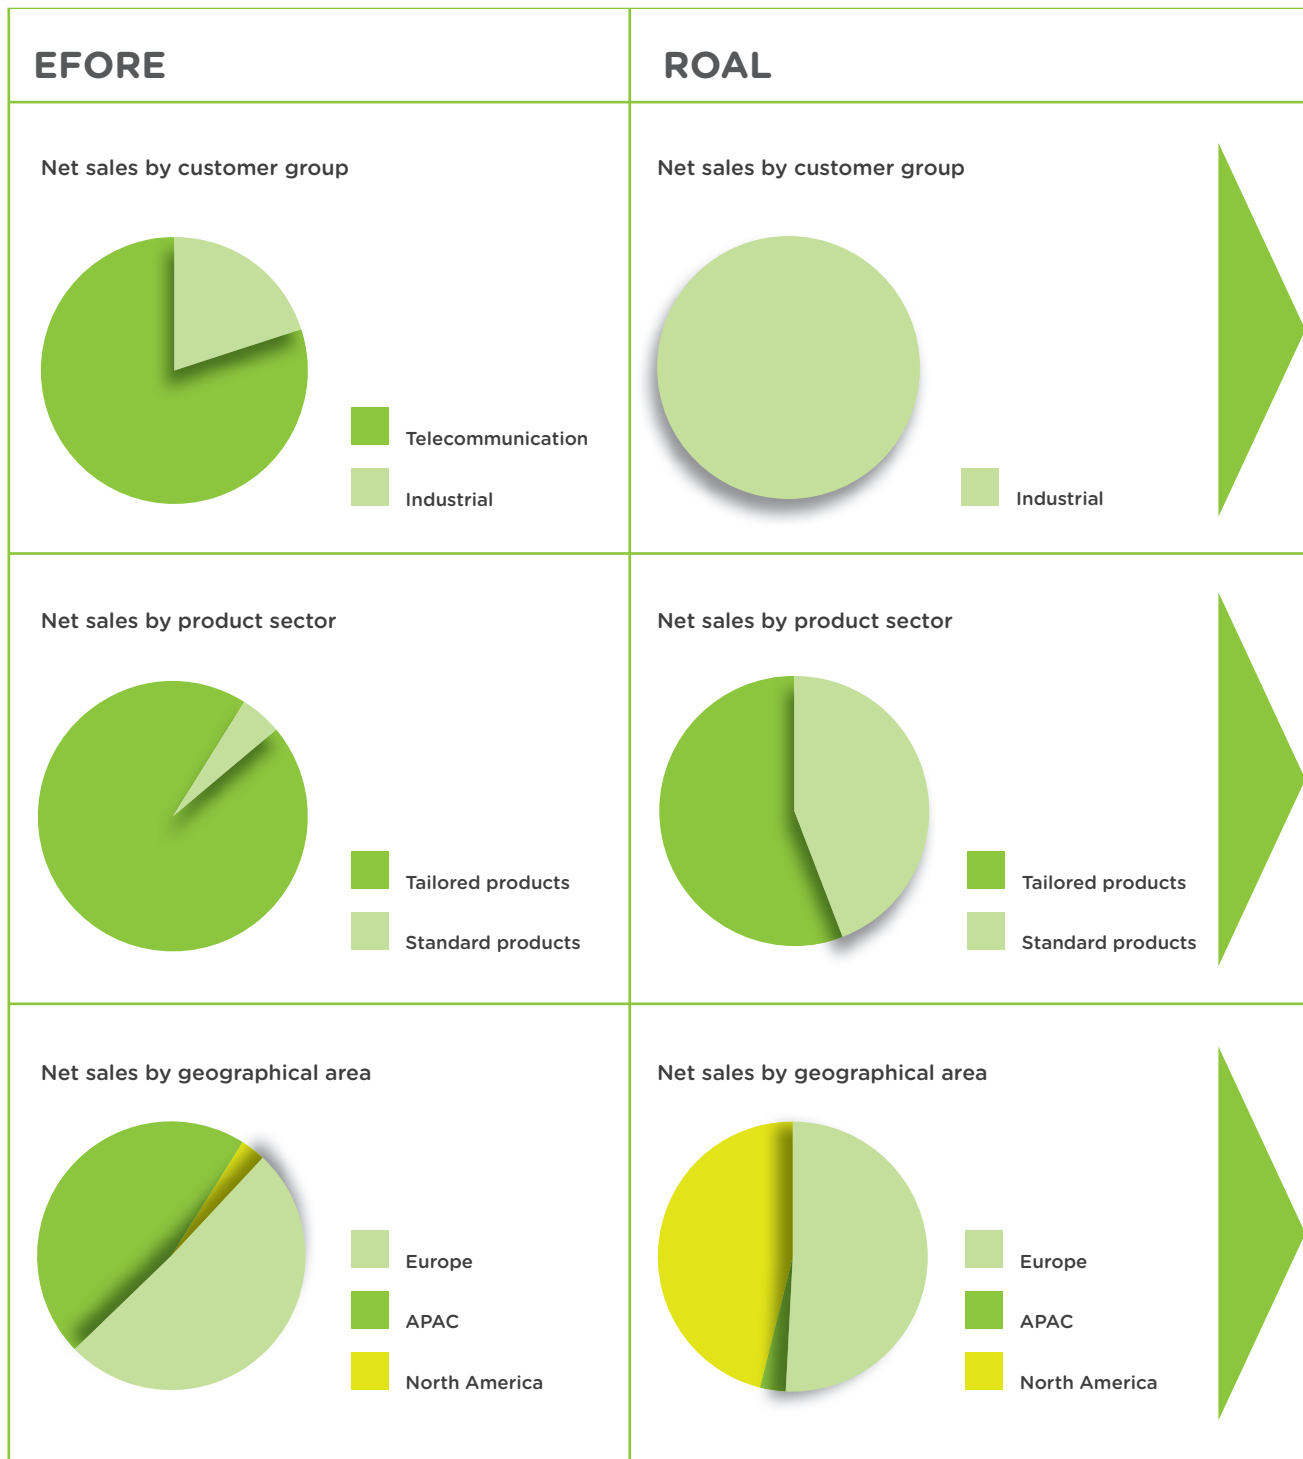 EFORE
ROAL
Net sales by customer group
Net sales by customer group
Telecommunication
Industrial
Industrial
Net sales by product sector
Net sales by product sector
Tailored products
Standard products
Tailored products
Standard products
Net sales by geographical area
Net sales by geographical area
Europe
APAC
North America
Europe
APAC
North America